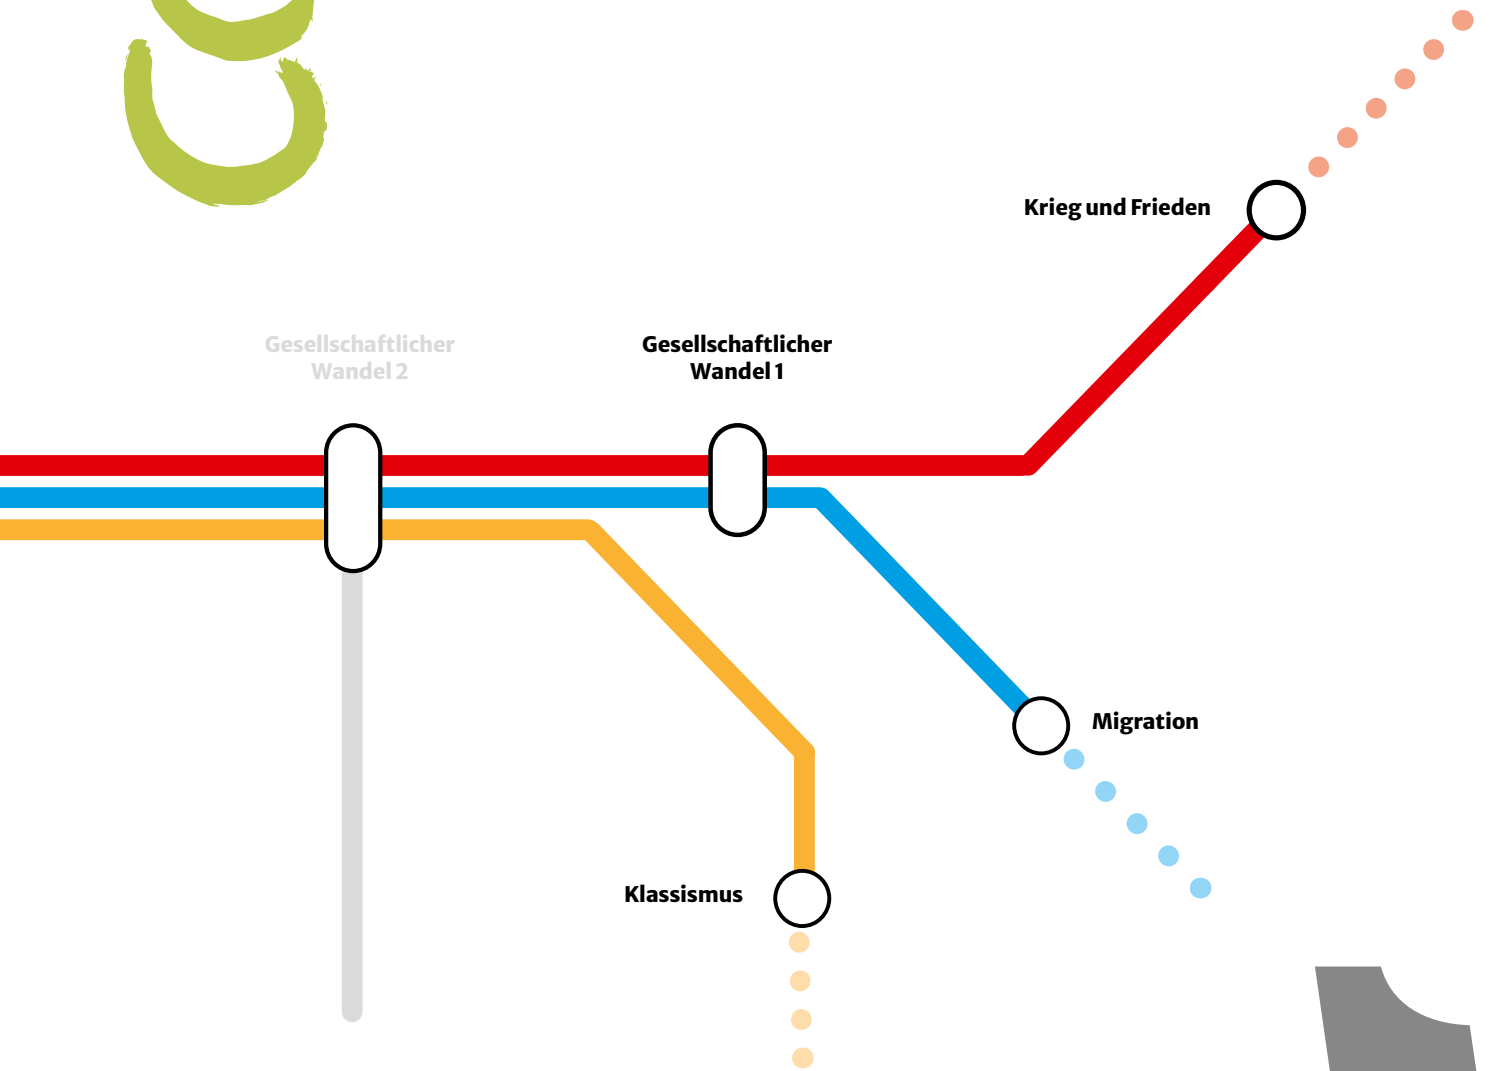 Krieg und Frieden
Gesellschaftlicher
Wandel 2
Gesellschaftlicher
Wandel 1
Migration
Klassismus